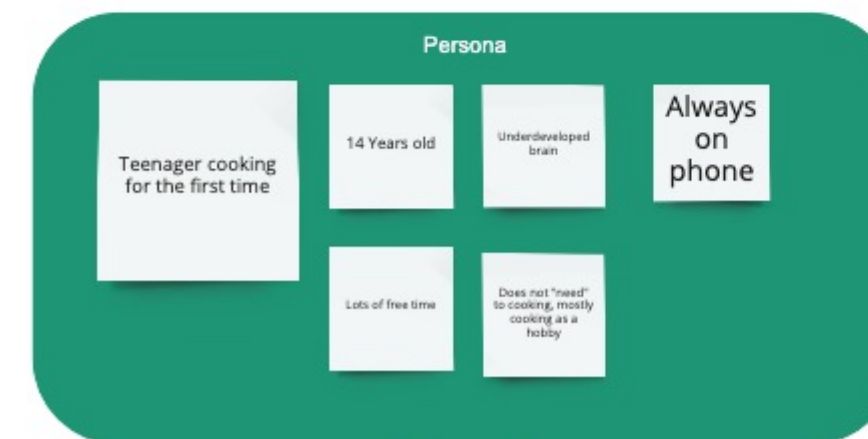 Persona
Teenager cooking
for the first time
14 Years old
Underdeveloped
brain
Always
on
phone
Lots of free time
Does not "need"
to cooking, mostly
cooking as a
hobby